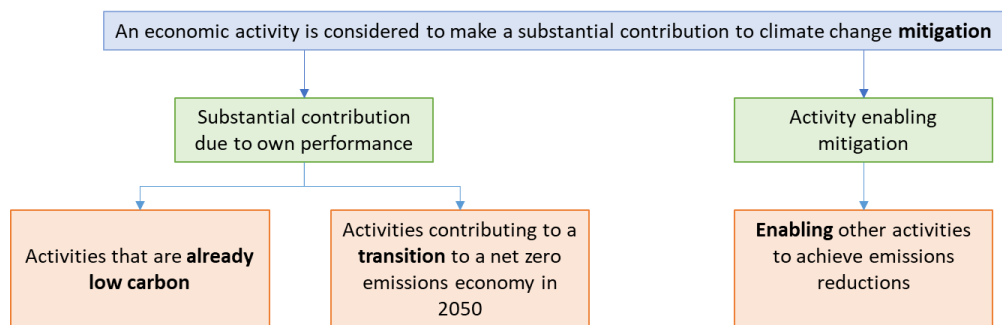 An economic activity is considered to make a substantial contribution to climate change mitigation
Substantial contribution
due to own performance
Activity enabling
mitigation
Activities that are already
low carbon
Activities contributing to a
transition to a net zero
emissions economy in
2050
Enabling other activities
to achieve emissions
reductions